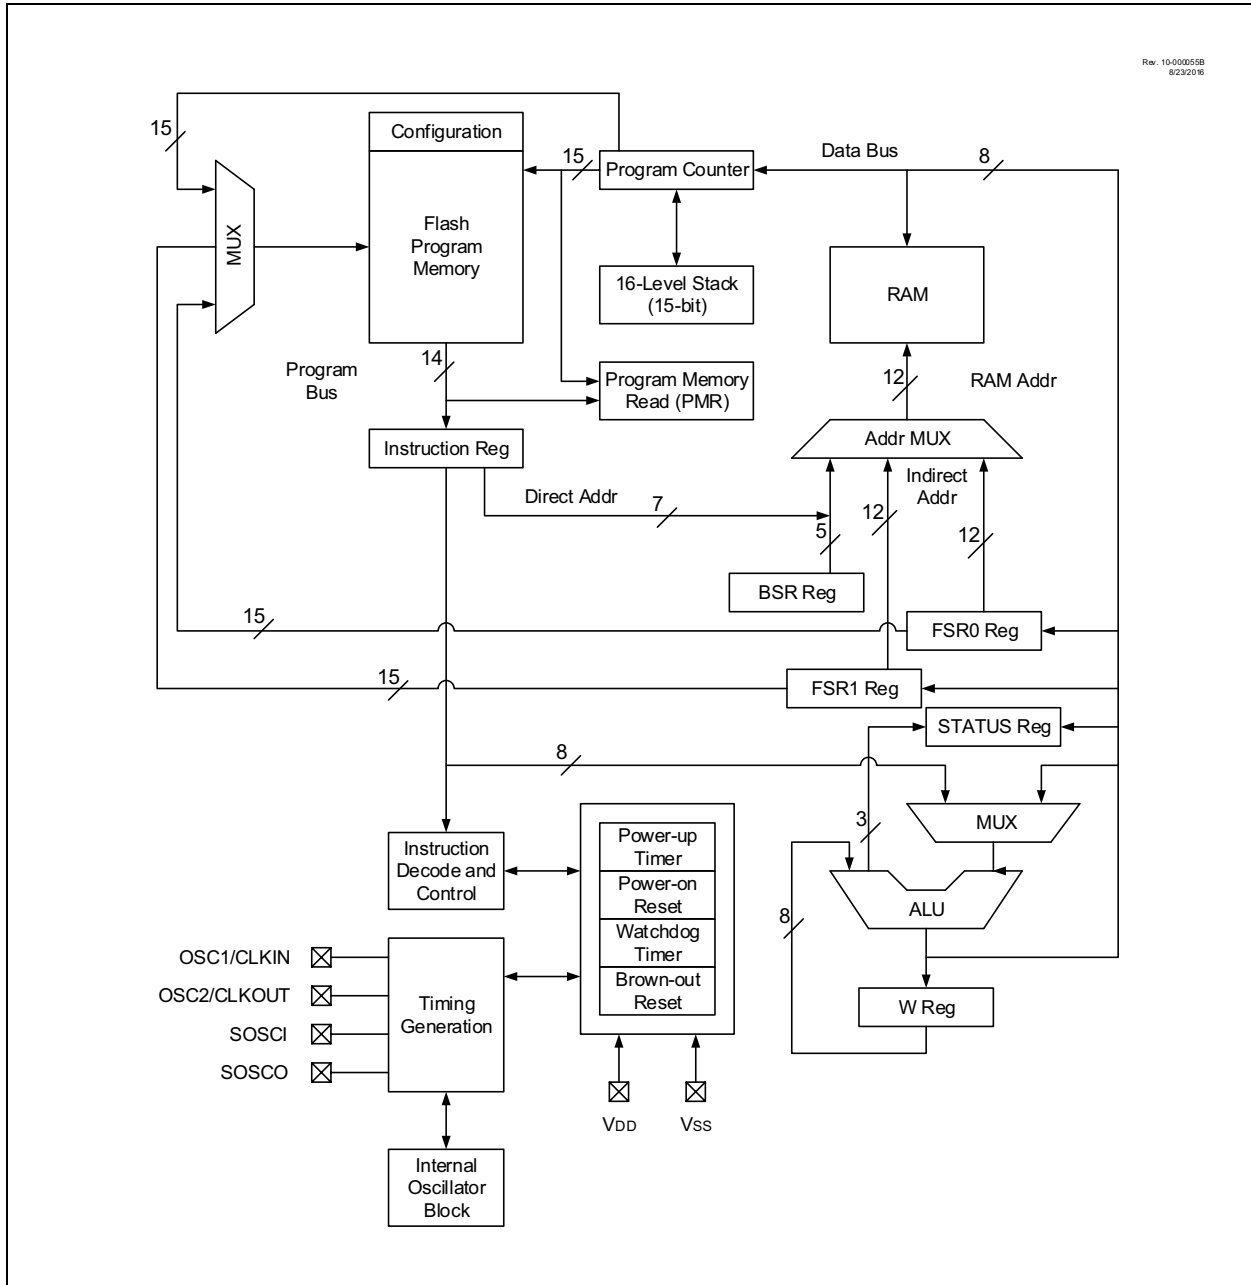 Rev. 10-000055B
8/23/2016
15
Configuration
15
Program Counter
Data Bus
8
MUX
Flash
Program
Memory
16-Level Stack
(15-bit)
RAM
Program
Bus
14
Program Memory
Read (PMR)
12
RAM Addr
Instruction Reg
Addr MUX
Direct Addr
7
Indirect
Addr
12
5
12
BSR Reg
15
FSR0 Reg
15
FSR1 Reg
STATUS Reg
8
3
MUX
Power-up
Timer
Instruction
Decode and
Control
Power-on
Reset
ALU
8
Watchdog
Timer
OSC1/CLKIN
Brown-out
Reset
OSC2/CLKOUT
Timing
Generation
W Reg
SOSCI
SOSCO
VDD
VSS
Internal
Oscillator
Block